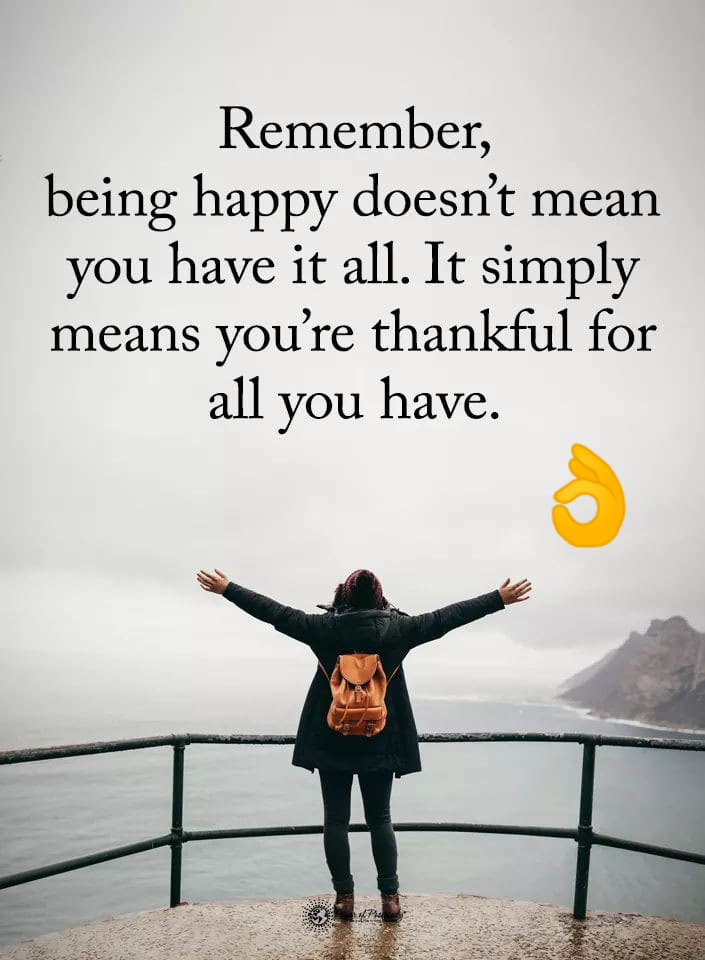 Remember,
being happy doesn’t mean
you have it all. It simply
means you’re thankful for
all you have.